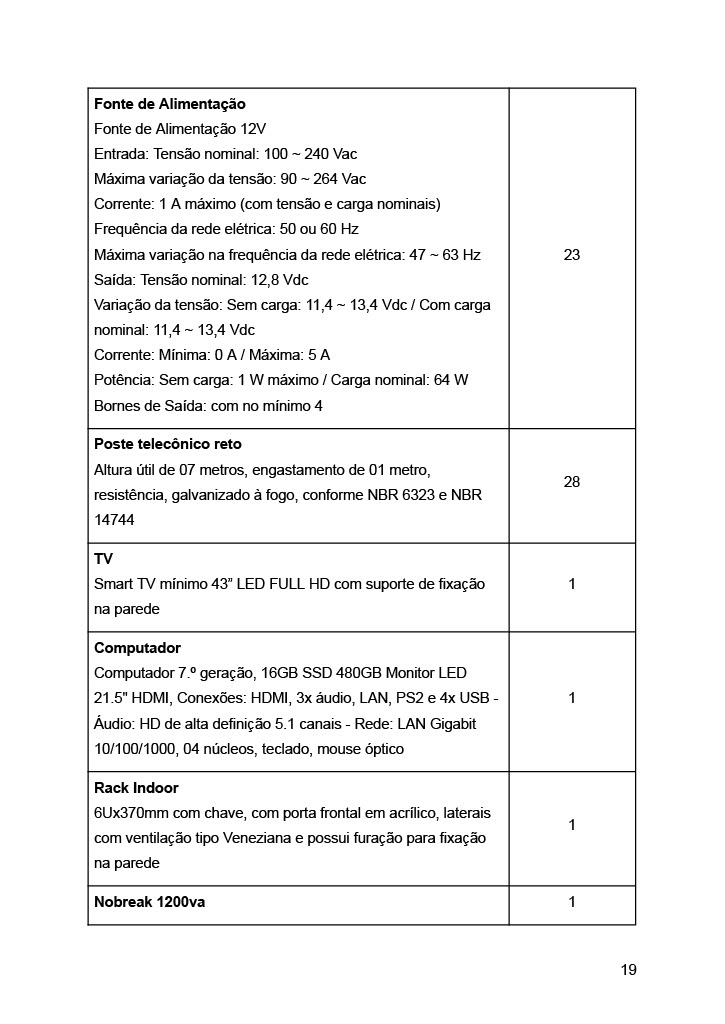 Fonte de Alimentação
Fonte de Alimentação 12V
Entrada: Tensão nominal: 100 ~ 240 Vac
Máxima variação da tensão: 90 ~ 264 Vac
Corrente: 1 A máximo (com tensão e carga nominais)
Frequência da rede elétrica: 50 ou 60 Hz
Máxima variação na frequência da rede elétrica: 47 ~ 63 Hz
Saída: Tensão nominal: 12,8 Vdc
Variação da tensão: Sem carga: 11,4 ~ 13,4 Vdc / Com carga
nominal: 11,4 ~ 13,4 Vdc
Corrente: Mínima: 0 A / Máxima: 5 A
Potência: Sem carga: 1 W máximo / Carga nominal: 64 W
Bornes de Saída: com no mínimo 4
23
Poste telecônico reto
Altura útil de 07 metros, engastamento de 01 metro,
resistência, galvanizado à fogo, conforme NBR 6323 e NBR
14744
28
TV
Smart TV mínimo 43” LED FULL HD com suporte de fixação
na parede
1
Computador
Computador 7.º geração, 16GB SSD 480GB Monitor LED
21.5" HDMI, Conexões: HDMI, 3x áudio, LAN, PS2 e 4x USB -
Áudio: HD de alta definição 5.1 canais - Rede: LAN Gigabit
10/100/1000, 04 núcleos, teclado, mouse óptico
1
Rack Indoor
6Ux370mm com chave, com porta frontal em acrílico, laterais
com ventilação tipo Veneziana e possui furação para fixação
na parede
1
Nobreak 1200va
1
19